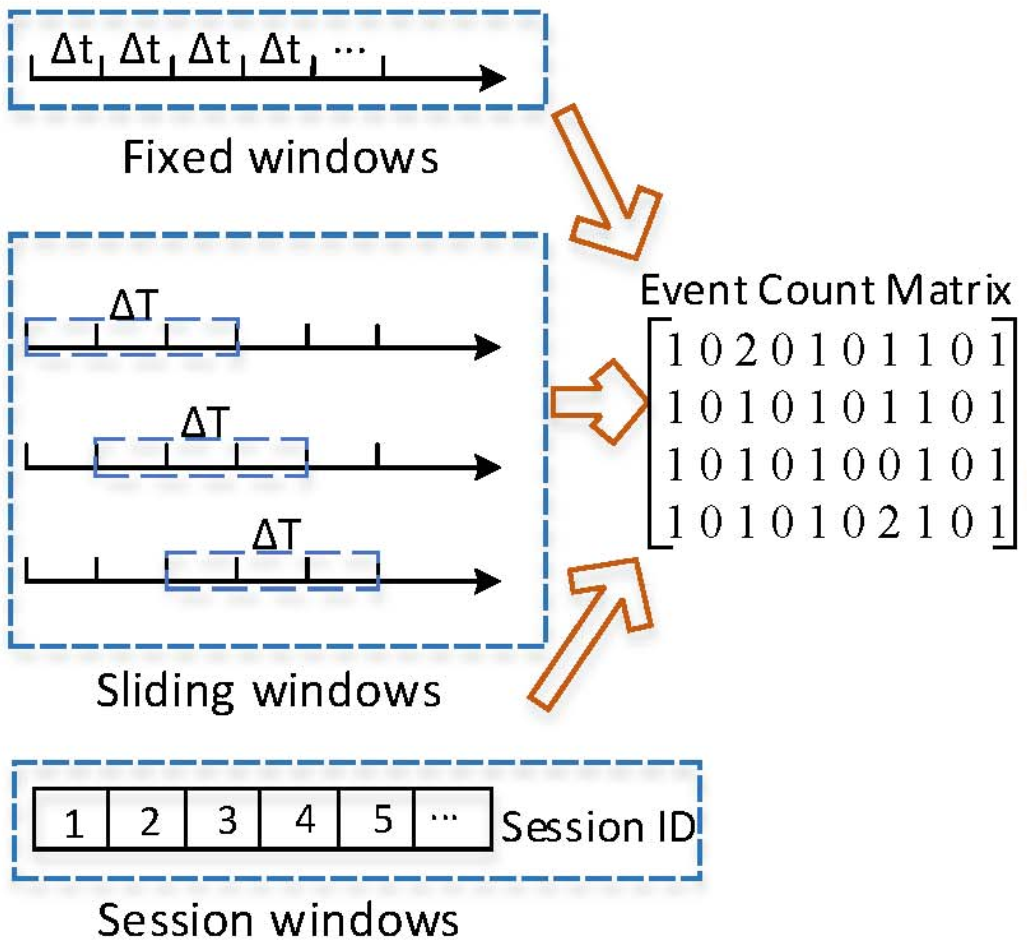 Δt Δt Δt Δt ...
Fixed windows
ΔT
ΔT
ΔT
Sliding windows
1 2 3 4 5 ... Session ID
Session windows
Event Count Matrix
1 0 2 0 1 0 1 1 0 1
1 0 1 0 1 0 1 1 0 1
1 0 1 0 1 0 0 1 0 1
1 0 1 0 1 0 2 1 0 1